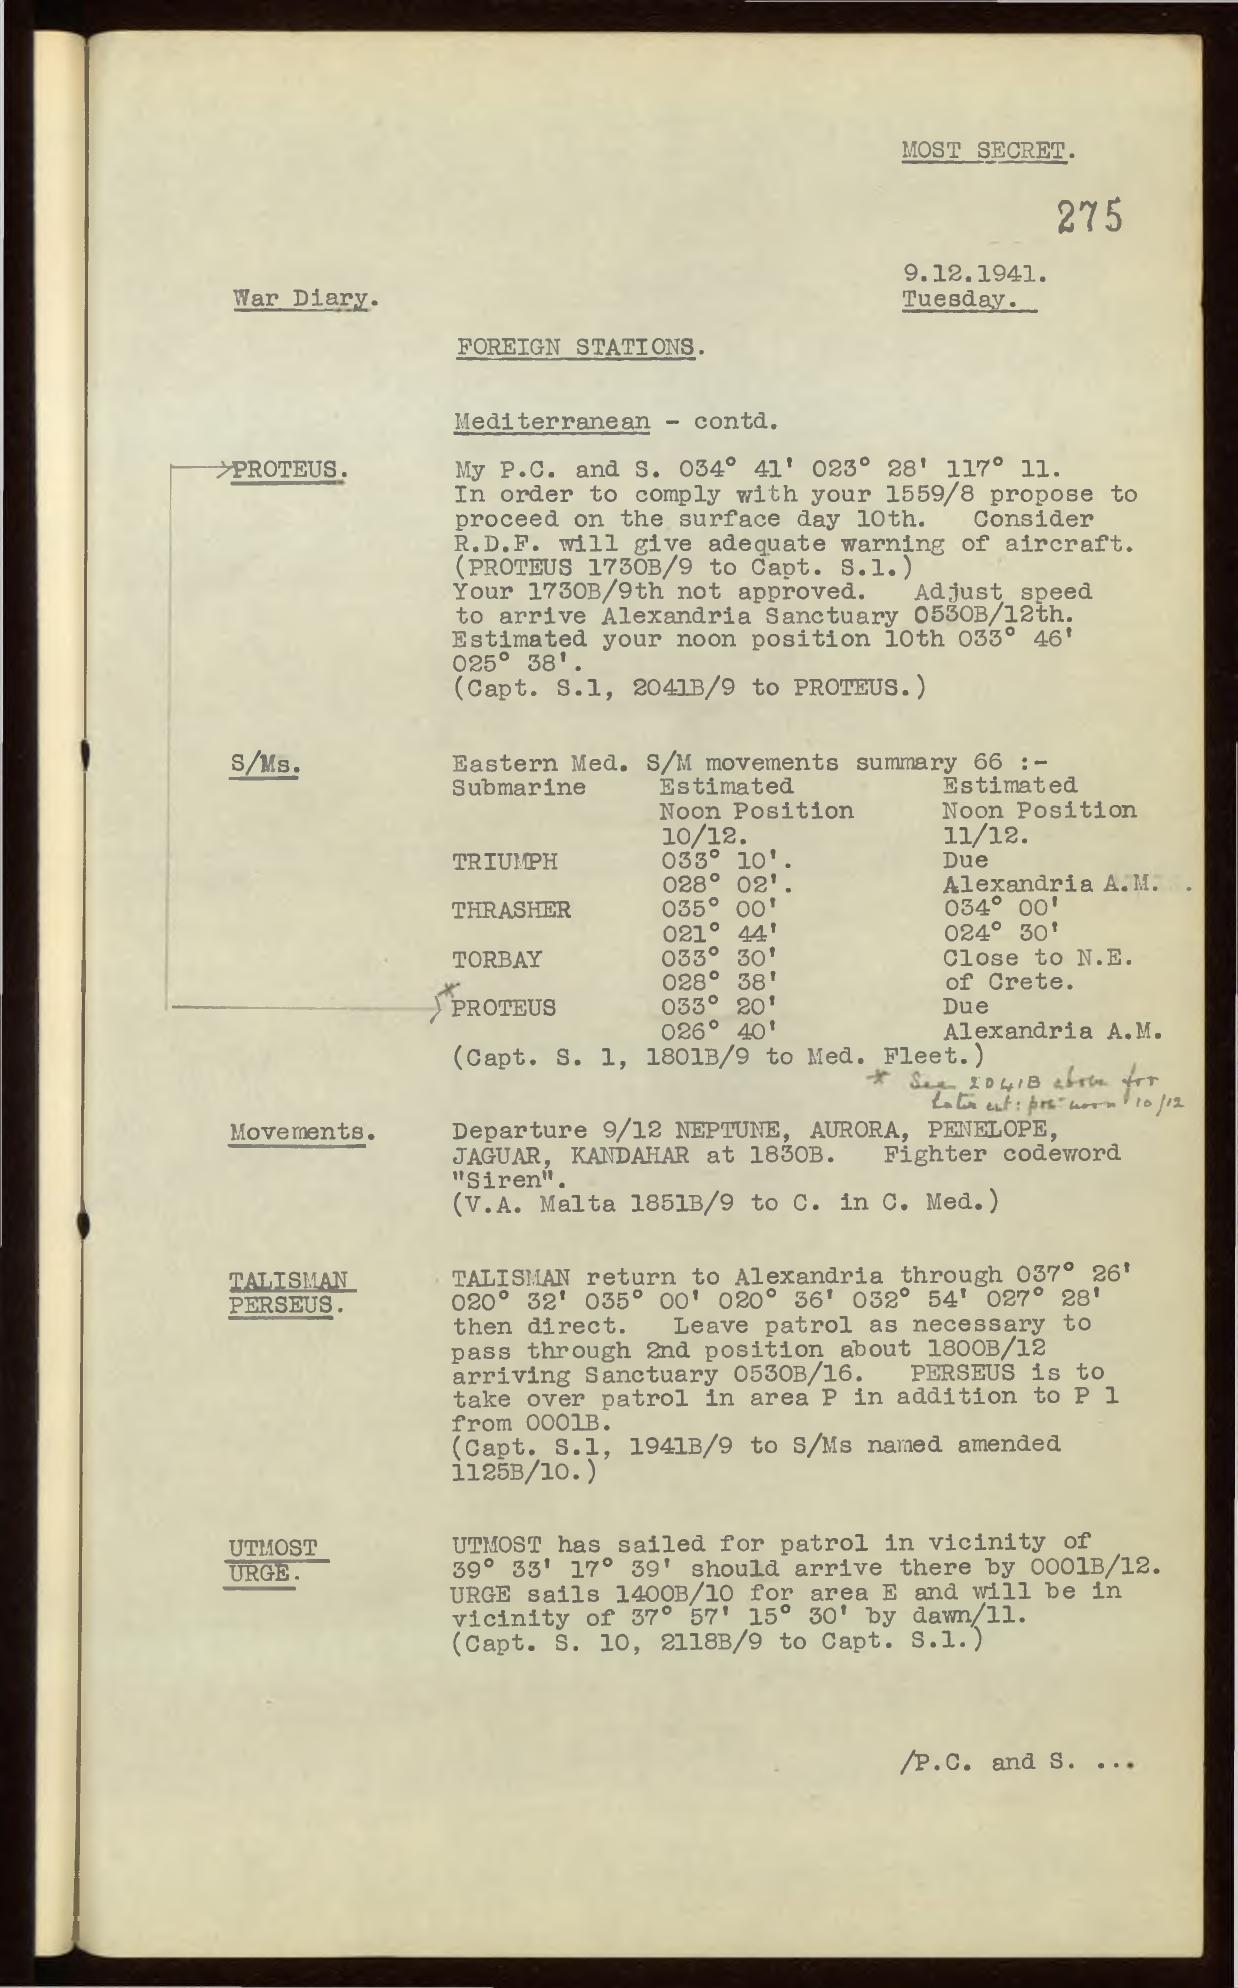 MOST SECRET.
275
9.12.1941.
War Diary.
Tuesday.
FOREIGN STATIONS.
Mediterranean - contd.
PROTEUS. My P.C. and S. 034° 41' 023° 28' 117° 11.
In order to comply with your 1559/8 propose to
proceed on the surface day 10th. Consider
R.D.F. will give adequate warning of aircraft.
(PROTEUS 1730B/9 to Capt. S.1.)
Your 1730B/9th not approved. Adjust speed
to arrive Alexandria Sanctuary 0530B/12th.
Estimated your noon position 10th 033° 46'
025° 38'.
(Capt. S.1, 2041B/9 to PROTEUS.)
S/Ms. Eastern Med. S/M movements summary 66 :-
Submarine Estimated Estimated
Noon Position Noon Position
10/12. 11/12.
TRIUMPH 033° 10'. Due
028° 02'. Alexandria A.M. .
THRASHER 035° 00' 034° 00'
021° 44' 024° 30'
TORBAY 033° 30' Close to N.E.
028° 38' of Crete.
* PROTEUS 033° 20' Due
026° 40' Alexandria A.M.
(Capt. S. 1, 1801B/9 to Med. Fleet.)
* See 2041B above for
later est: posn noon 10/12
Movements. Departure 9/12 NEPTUNE, AURORA, PENELOPE,
JAGUAR, KANDAHAR at 1830B. Fighter codeword
"Siren".
(V.A. Malta 1851B/9 to C. in C. Med.)
TALISMAN TALISMAN return to Alexandria through 037° 26'
PERSEUS. 020° 32' 035° 00' 020° 36' 032° 54' 027° 28'
then direct. Leave patrol as necessary to
pass through 2nd position about 1800B/12
arriving Sanctuary 0530B/16. PERSEUS is to
take over patrol in area P in addition to P 1
from 0001B.
(Capt. S.1, 1941B/9 to S/Ms named amended
1125B/10.)
UTMOST UTMOST has sailed for patrol in vicinity of
URGE. 39° 33' 17° 39' should arrive there by 0001B/12.
URGE sails 1400B/10 for area E and will be in
vicinity of 37° 57' 15° 30' by dawn/11.
(Capt. S. 10, 2118B/9 to Capt. S.1.)
/P.C. and S. ...